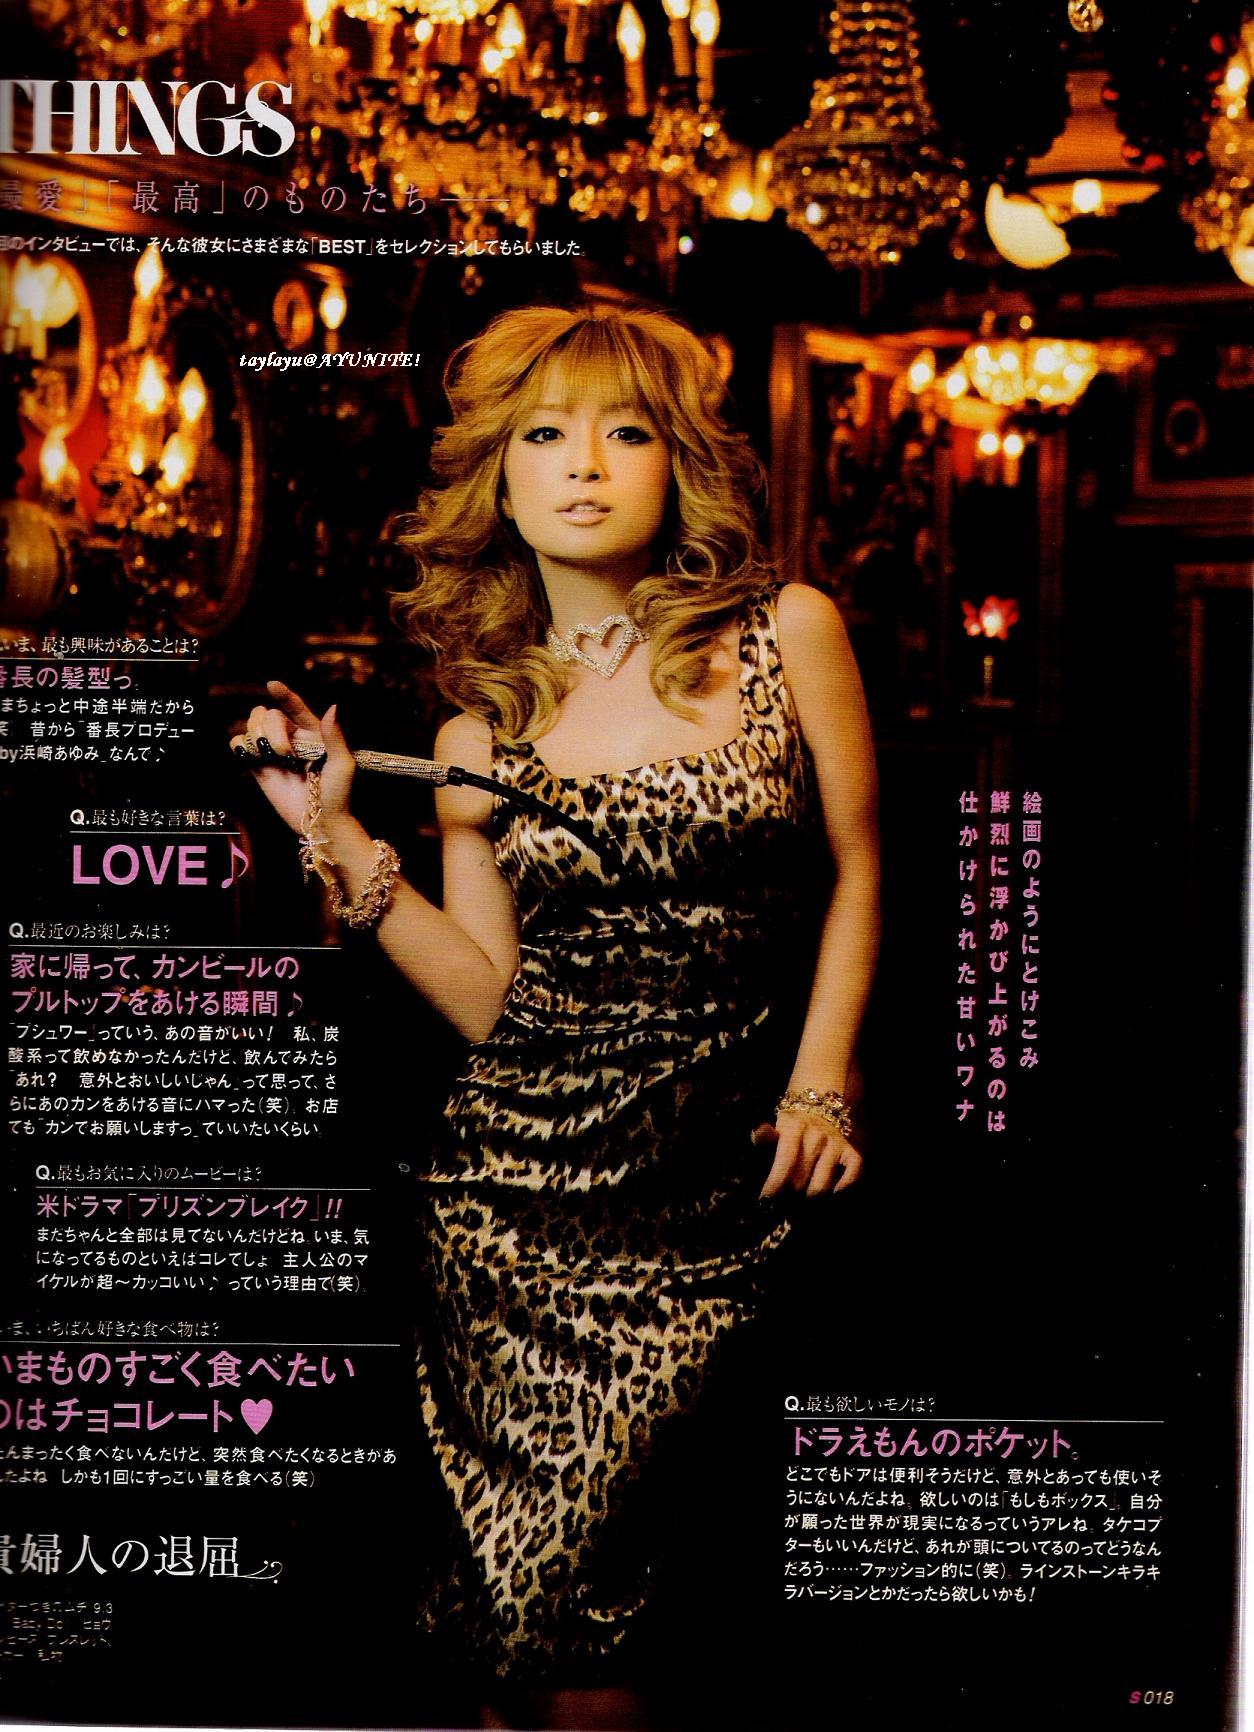 THINGS
最愛」「最高」のものたち——
のインタビューでは、そんな彼女にさまざまな「BEST」をセレクションしてもらいました。
taylayu@AYUNITE!
いま、最も興味があることは?
番長の髪型っ。
まちょっと中途半端だから
笑 昔から「番長プロデュー
by浜崎あゆみ」なんで♪
Q.最も好きな言葉は?
LOVE♪
Q.最近のお楽しみは?
家に帰って、カンビールの
プルトップをあける瞬間♪
「プシュワー」っていう、あの音がいい! 私、炭
酸系って飲めなかったんだけど、飲んでみたら
「あれ? 意外とおいしいじゃん」って思って、さ
らにあのカンをあける音にハマった(笑)。お店
でも「カンでお願いしますっ」ていいたいくらい。
Q.最もお気に入りのムービーは?
米ドラマ「プリズンブレイク」!!
まだちゃんと全部は見てないんだけどね。いま、気
になってるものといえばコレでしょ 主人公のマ
イケルが超〜カッコいい♪ っていう理由で(笑)。
ま、いちばん好きな食べ物は?
いまものすごく食べたい
のはチョコレート♥
んまったく食べないんだけど、突然食べたくなるときがあ
たよね しかも1回にすっごい量を食べる(笑)
貴婦人の退屈
絵画のようにとけこみ
鮮烈に浮かび上がるのは
仕かけられた甘いワナ
Q.最も欲しいモノは?
ドラえもんのポケット。
どこでもドアは便利そうだけど、意外とあっても使いそ
うにないんだよね。欲しいのは「もしもボックス」。自分
が願った世界が現実になるっていうアレね。タケコプ
ターもいいんだけど、あれが頭についてるのってどうなん
だろう……ファッション的に(笑)。ラインストーンキラキ
ラバージョンとかだったら欲しいかも!
S 018